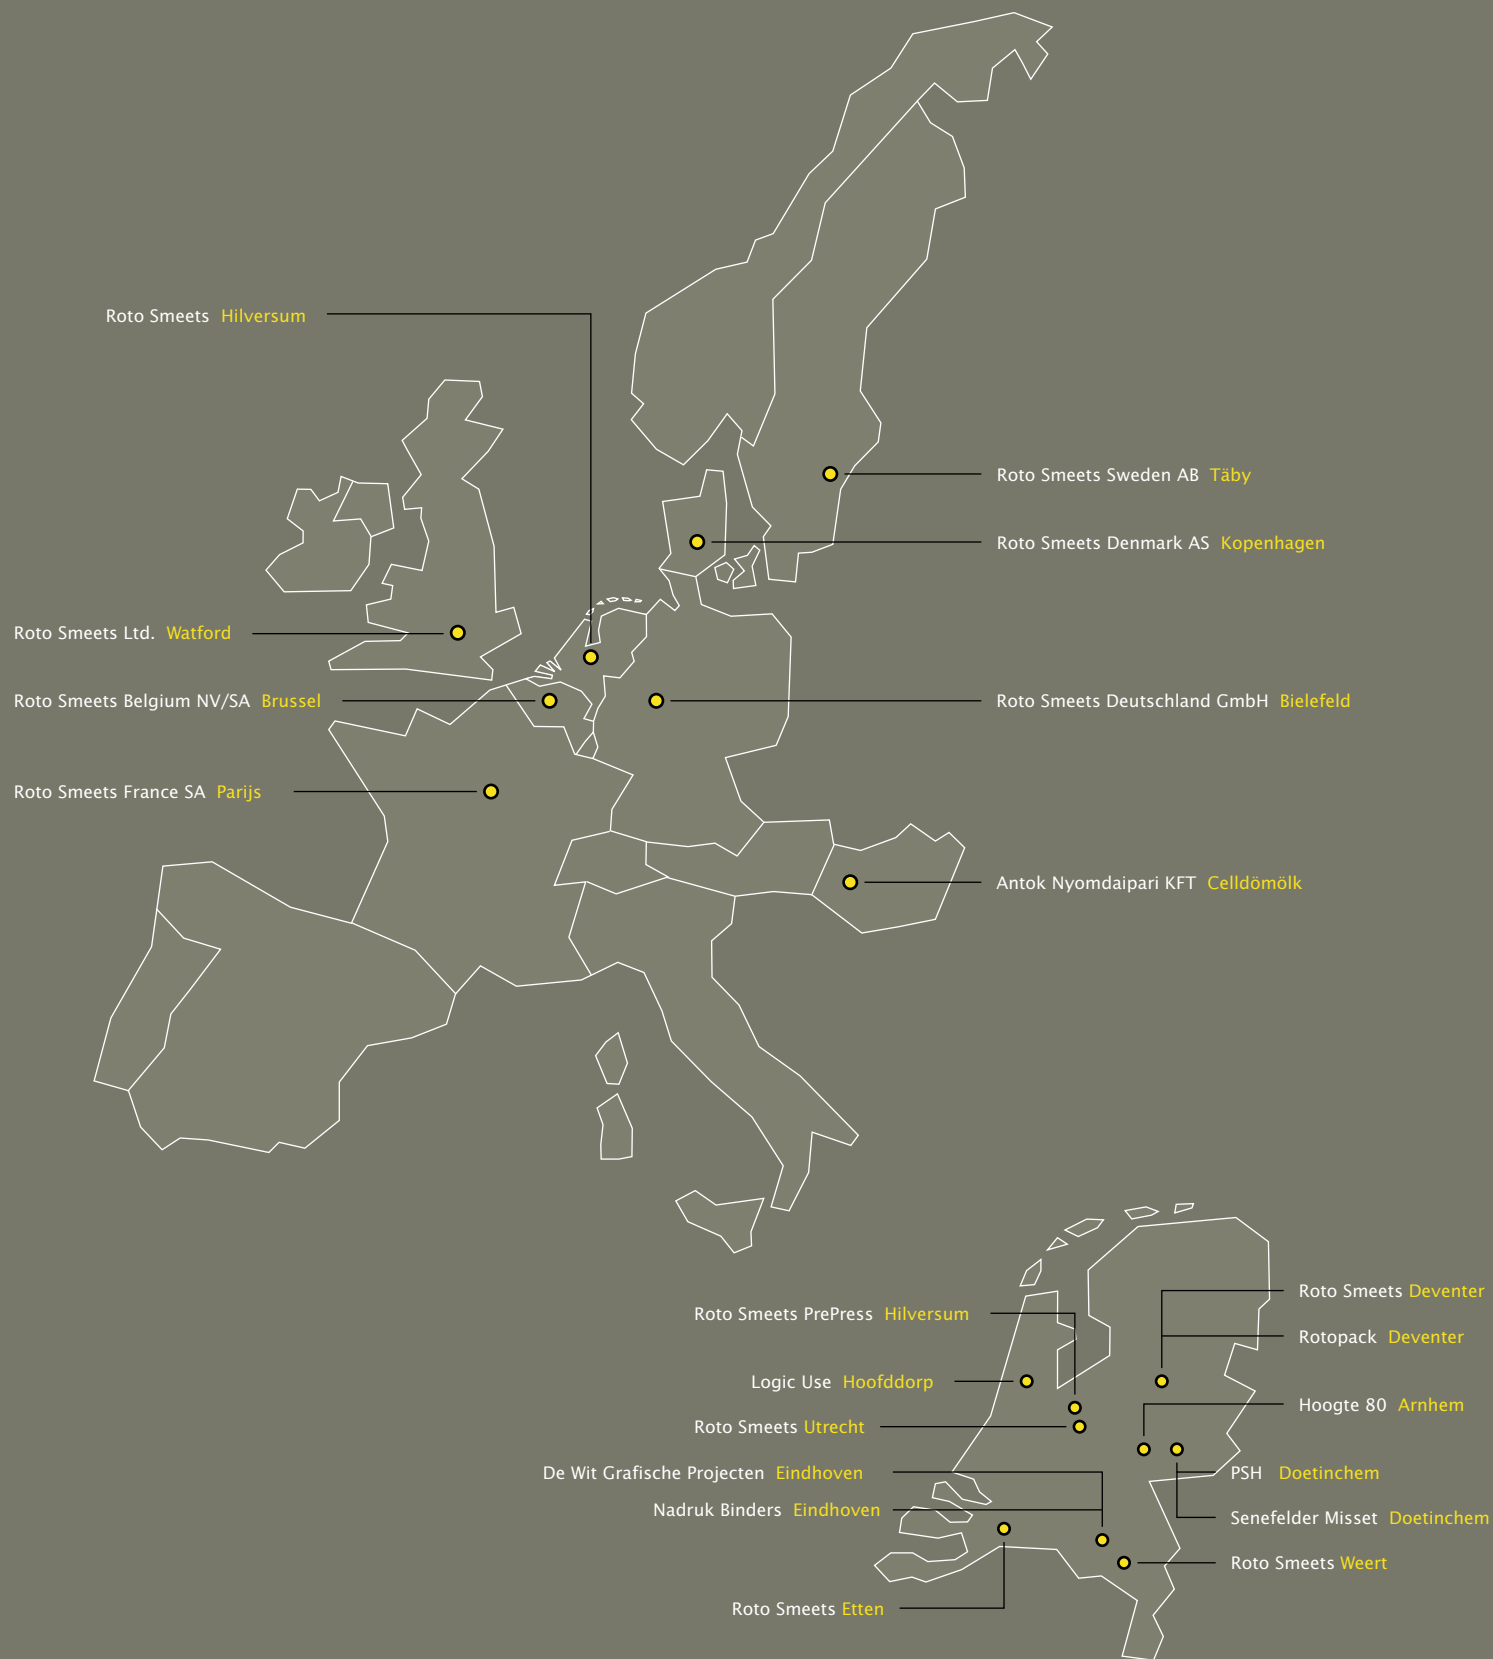 Roto Smeets Hilversum
Roto Smeets Sweden AB Täby
Roto Smeets Denmark AS Kopenhagen
Roto Smeets Ltd. Watford
Roto Smeets Belgium NV/SA Brussel
Roto Smeets Deutschland GmbH Bielefeld
Roto Smeets France SA Parijs
Antok Nyomdaipari KFT Celldömölk
Roto Smeets Deventer
Roto Smeets PrePress Hilversum
Rotopack Deventer
Logic Use Hoofddorp
Hoogte 80 Arnhem
Roto Smeets Utrecht
De Wit Grafische Projecten Eindhoven
PSH Doetinchem
Nadruk Binders Eindhoven
Senefelder Misset Doetinchem
Roto Smeets Weert
Roto Smeets Etten